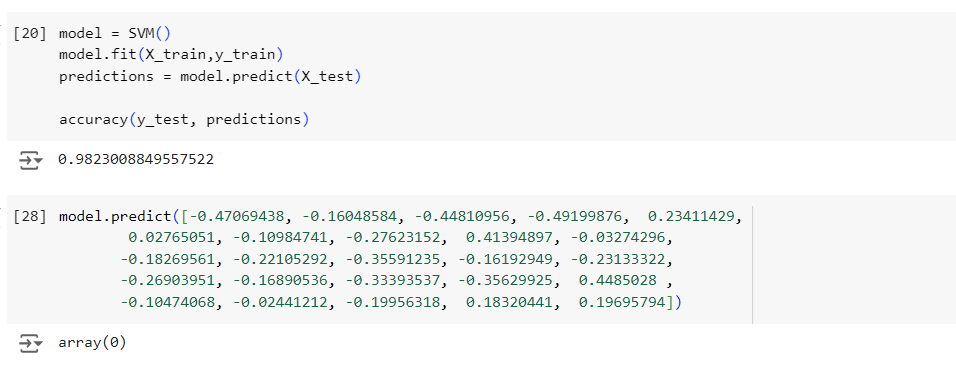 [20] model = SVM()
model.fit(X_train,y_train)
predictions = model.predict(X_test)
accuracy(y_test, predictions)
0.9823008849557522
[28] model.predict([-0.47069438, -0.16048584, -0.44810956, -0.49199876,  0.23411429,
0.02765051, -0.10984741, -0.27623152,  0.41394897, -0.03274296,
-0.18269561, -0.22105292, -0.35591235, -0.16192949, -0.23133322,
-0.26903951, -0.16890536, -0.33393537, -0.35629925,  0.4485028 ,
-0.10474068, -0.02441212, -0.19956318,  0.18320441,  0.19695794])
array(0)